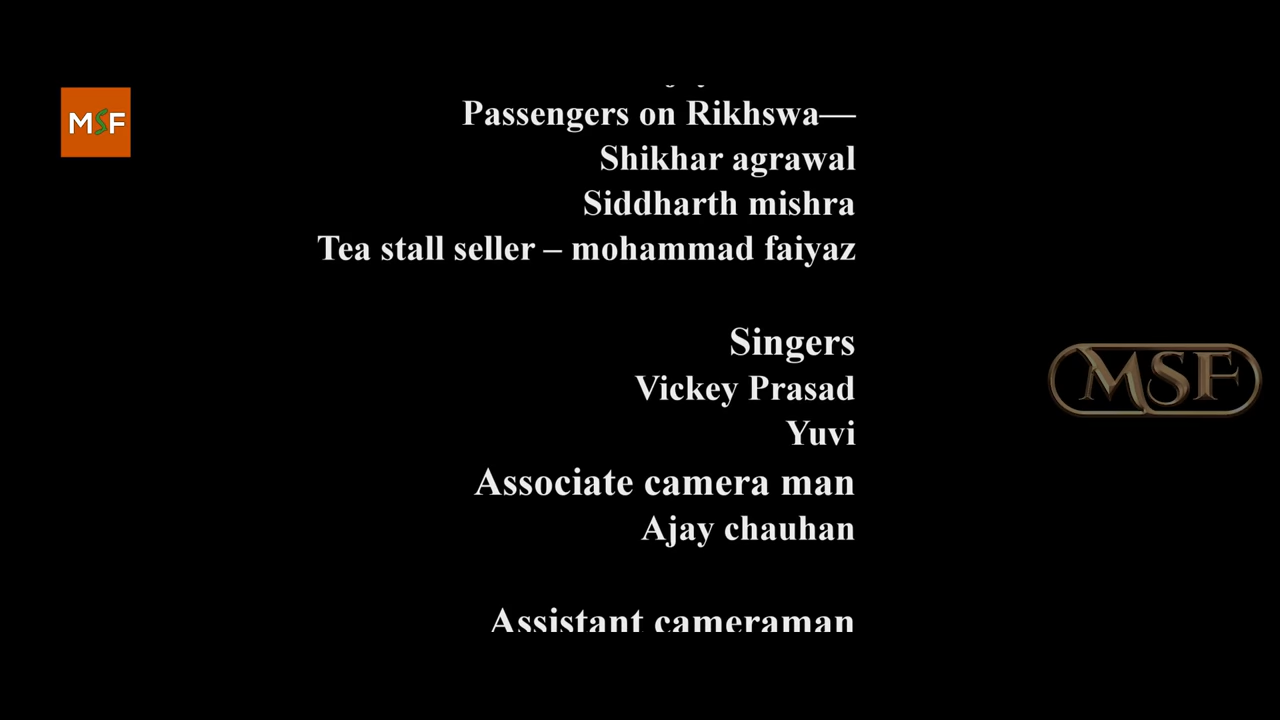 MSF
Passengers on Rikhswa—
Shikhar agrawal
Siddharth mishra
Tea stall seller – mohammad faiyaz
Singers
Vickey Prasad
Yuvi
MSF
Associate camera man
Ajay chauhan
Assistant cameraman